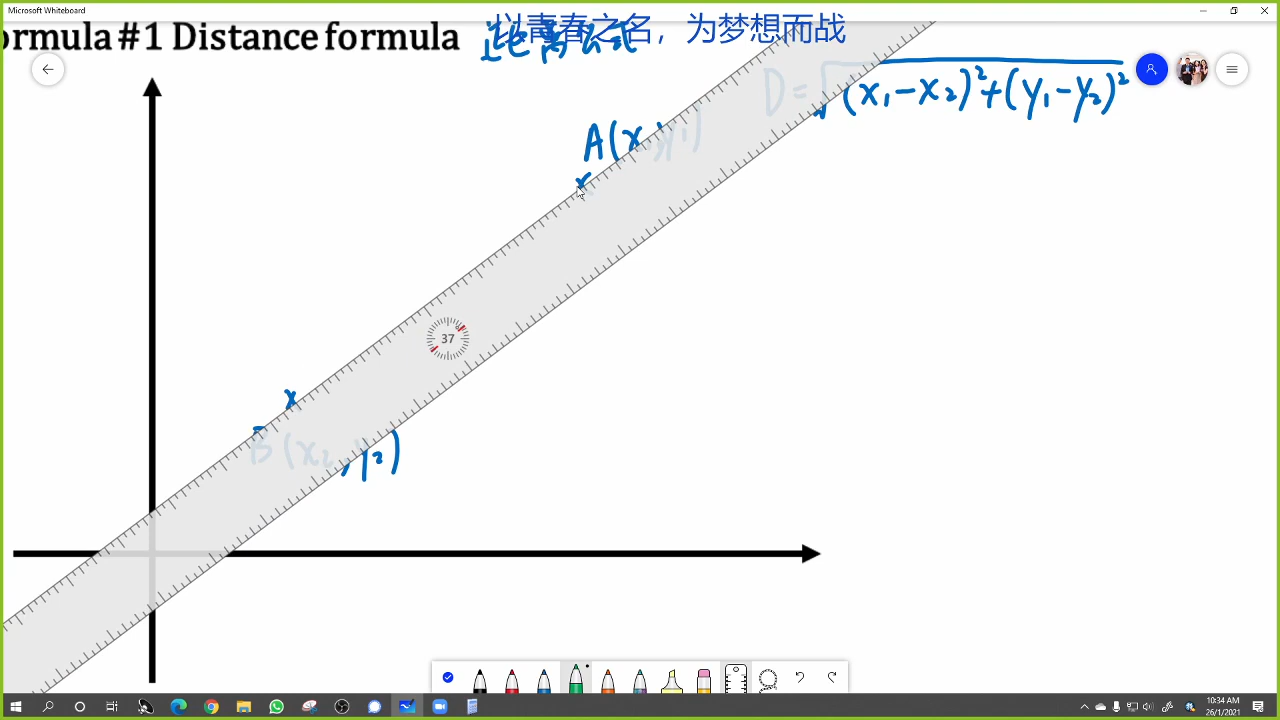 Microsoft Whiteboard
ormula #1 Distance formula
以青春之名，为梦想而战
D = √(x₁-x₂)²+(y₁-y₂)²
A(x, y₁)
x
37
x
B(x₂, y₂)
10:34 AM
26/1/2021